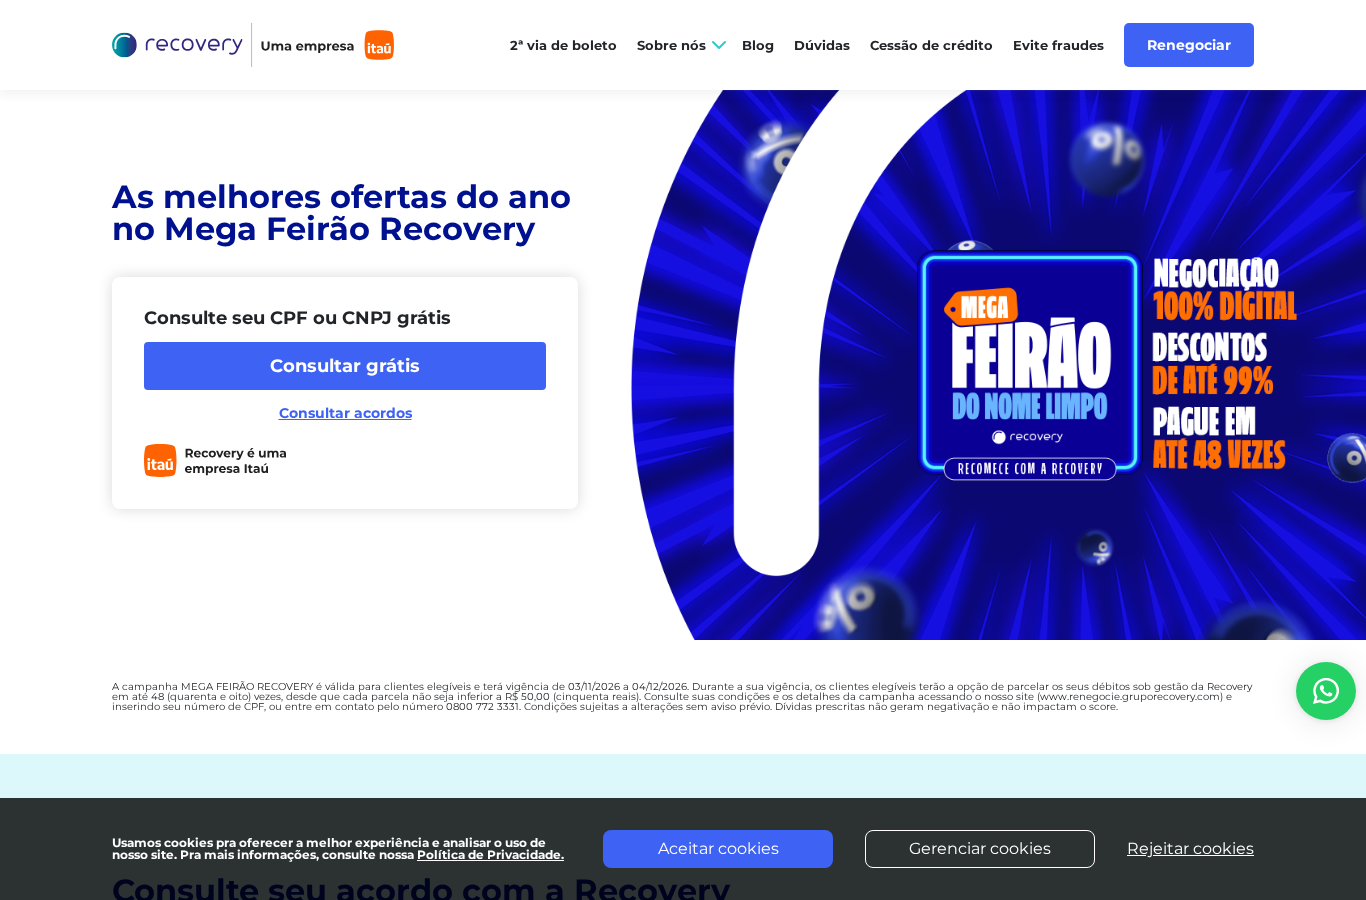 recovery
Uma empresa
itaú
2ª via de boleto
Sobre nós
Blog
Dúvidas
Cessão de crédito
Evite fraudes
Renegociar
As melhores ofertas do ano
no Mega Feirão Recovery
Consulte seu CPF ou CNPJ grátis
Consultar grátis
Consultar acordos
itaú
Recovery é uma
empresa Itaú
%
%
MEGA
FEIRÃO
DO NOME LIMPO
recovery
RECOMECE COM A RECOVERY
NEGOCIAÇÃO
100% DIGITAL
DESCONTOS
DE ATÉ 99%
PAGUE EM
ATÉ 48 VEZES
%
%
%
A campanha MEGA FEIRÃO RECOVERY é válida para clientes elegíveis e terá vigência de 03/11/2026 a 04/12/2026. Durante a sua vigência, os clientes elegíveis terão a opção de parcelar os seus débitos sob gestão da Recovery
em até 48 (quarenta e oito) vezes, desde que cada parcela não seja inferior a R$ 50,00 (cinquenta reais). Consulte suas condições e os detalhes da campanha acessando o nosso site (www.renegocie.gruporecovery.com) e
inserindo seu número de CPF, ou entre em contato pelo número 0800 772 3331. Condições sujeitas a alterações sem aviso prévio. Dívidas prescritas não geram negativação e não impactam o score.
Usamos cookies pra oferecer a melhor experiência e analisar o uso de
nosso site. Pra mais informações, consulte nossa Política de Privacidade.
Aceitar cookies
Gerenciar cookies
Rejeitar cookies
Consulte seu acordo com a Recovery